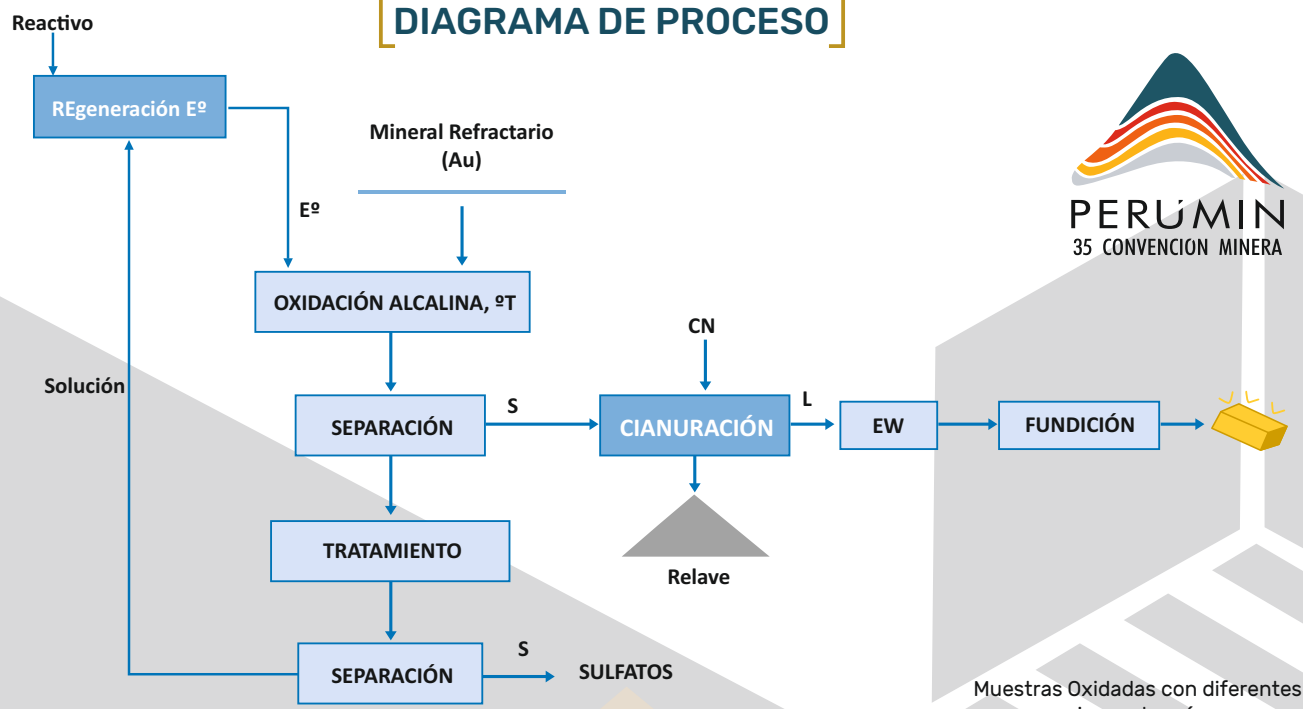 DIAGRAMA DE PROCESO
Reactivo
REgeneración Eº
Mineral Refractario
(Au)
Eº
PERÚMIN
35 CONVENCION MINERA
OXIDACIÓN ALCALINA, ºT
CN
Solución
SEPARACIÓN
S
CIANURACIÓN
L
EW
FUNDICIÓN
TRATAMIENTO
Relave
SEPARACIÓN
S
SULFATOS
Muestras Oxidadas con diferentes